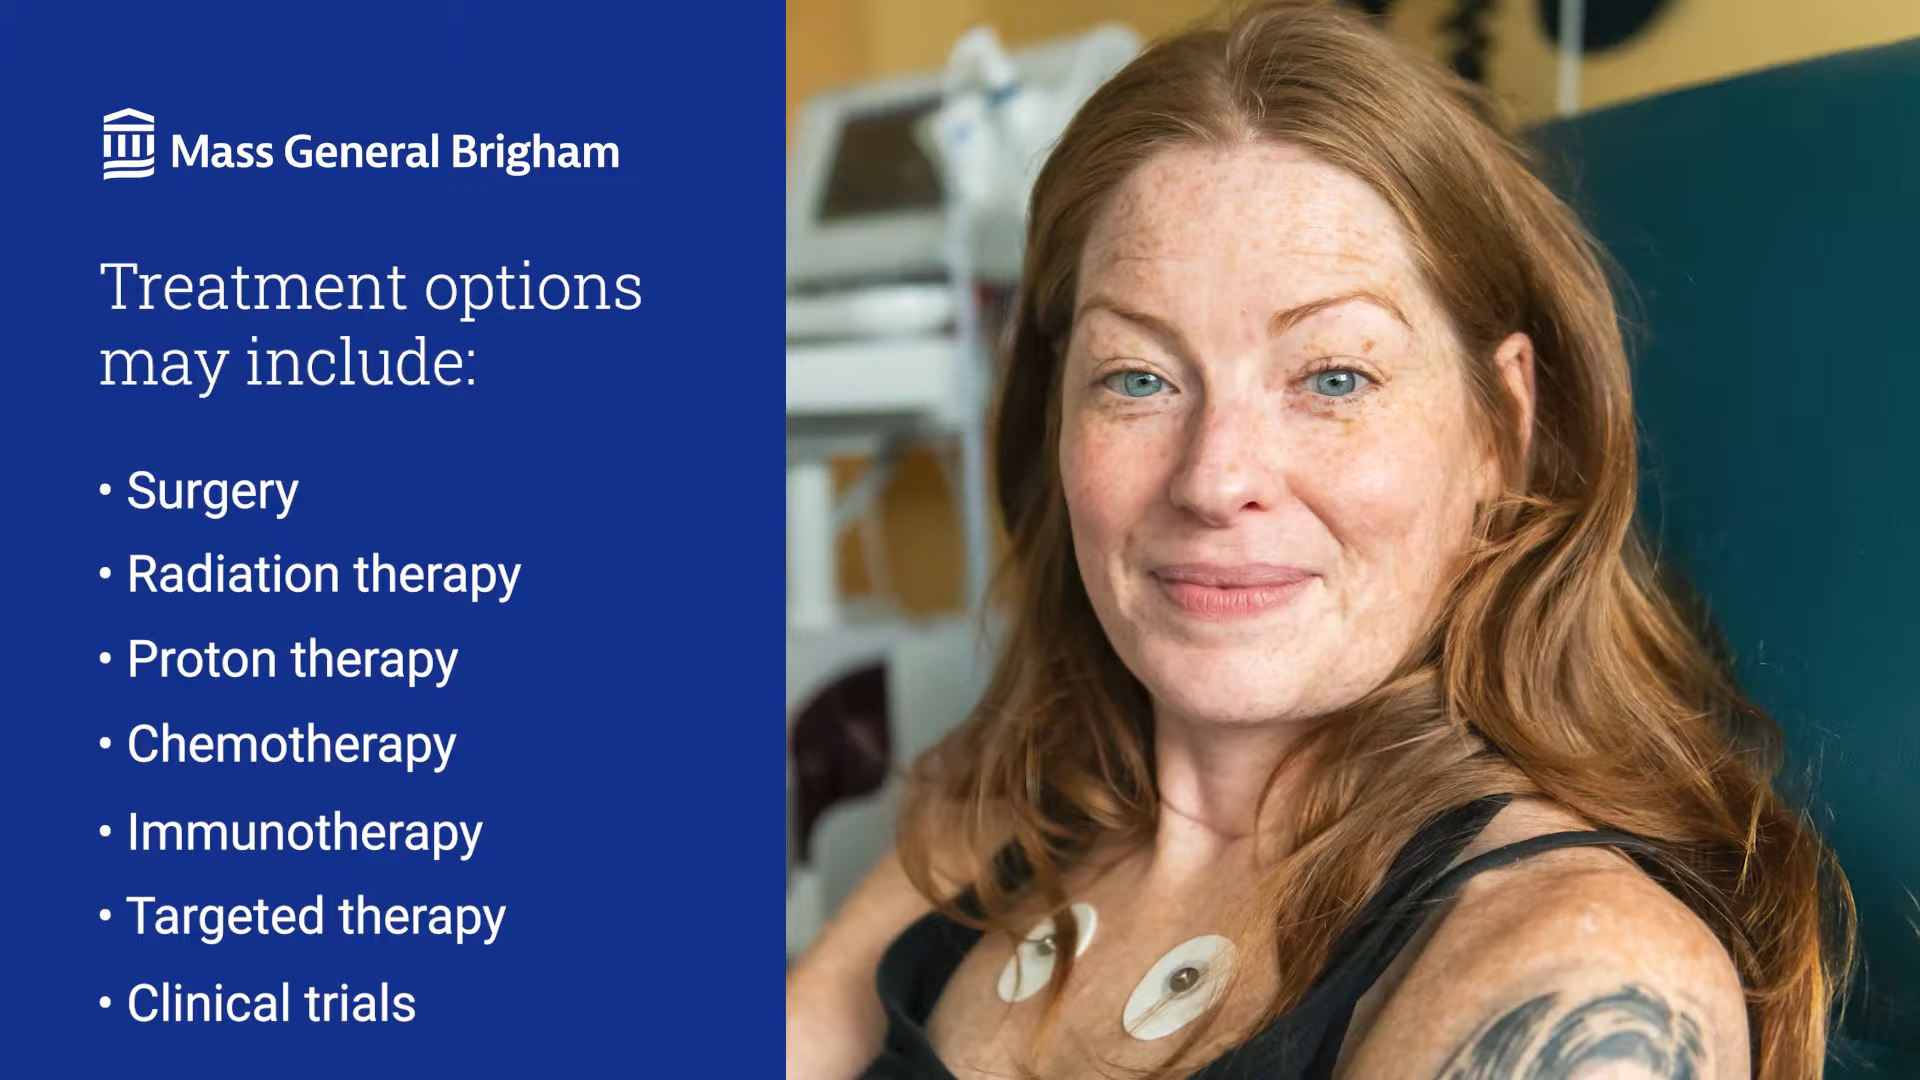 Mass General Brigham
Treatment options
may include:
• Surgery
• Radiation therapy
• Proton therapy
• Chemotherapy
• Immunotherapy
• Targeted therapy
• Clinical trials